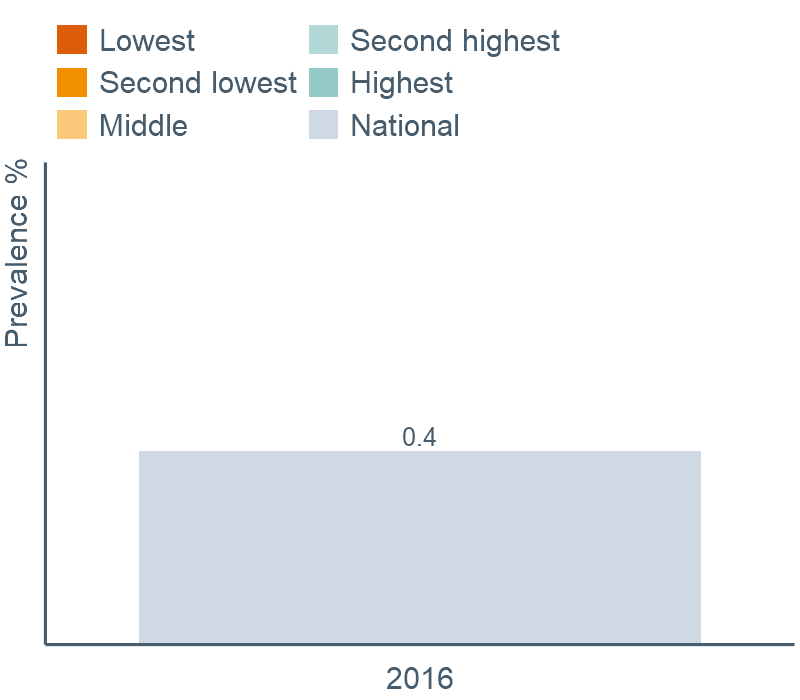 Lowest
Second lowest
Middle
Second highest
Highest
National
Prevalence %
0.4
2016